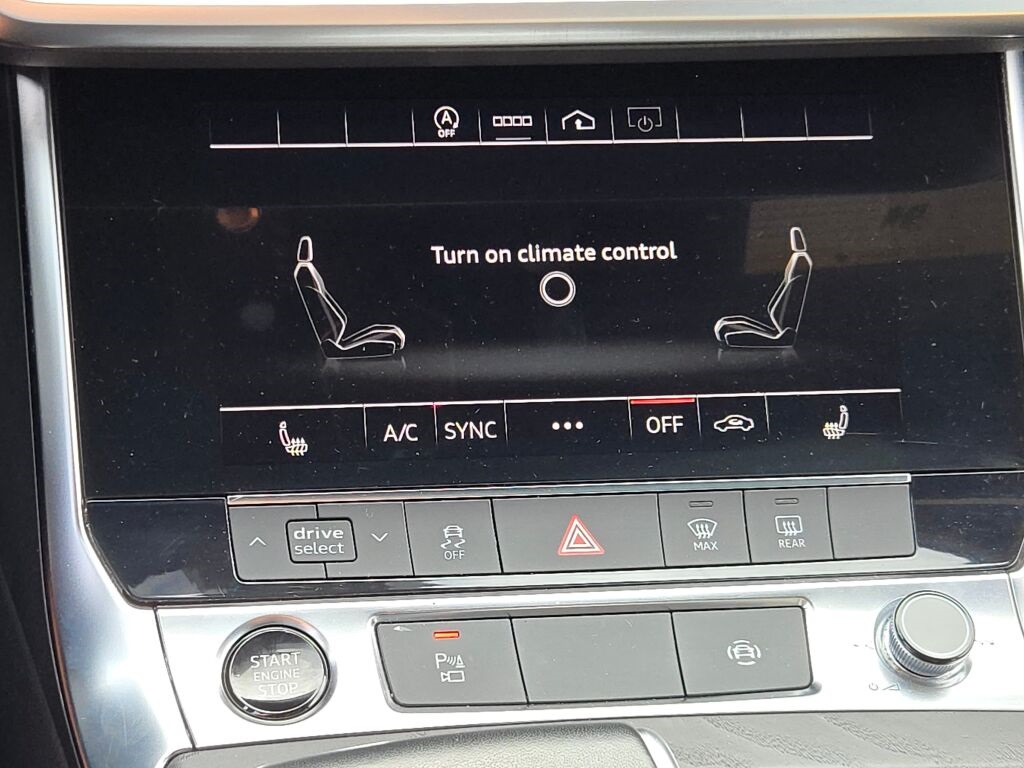 A
OFF
Turn on climate control
A/C SYNC ••• OFF
drive
select
OFF
MAX
REAR
START
ENGINE
STOP
P